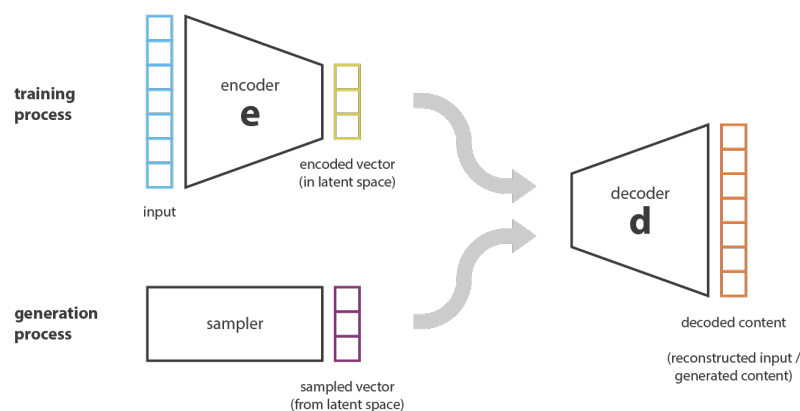 training
process
encoder
e
encoded vector
(in latent space)
input
decoder
d
generation
process
sampler
sampled vector
(from latent space)
decoded content
(reconstructed input /
generated content)